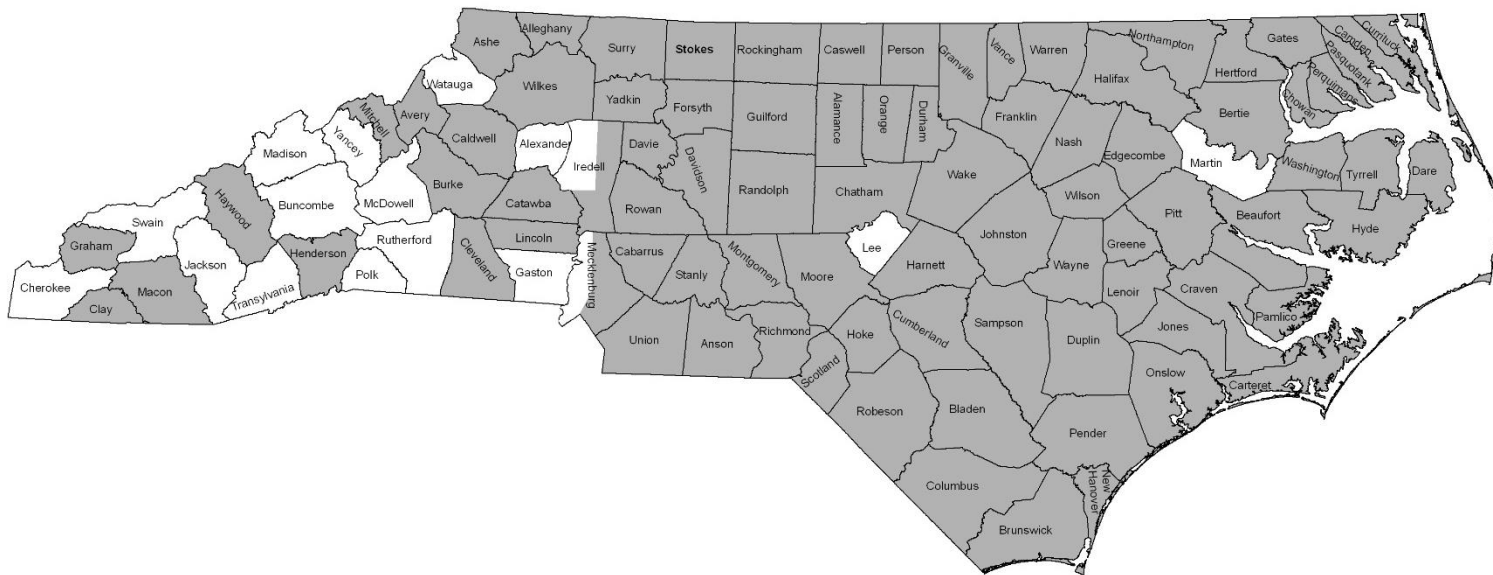 Alleghany
Ashe
Surry
Stokes
Rockingham
Caswell
Person
Granville
Vance
Warren
Northampton
Gates
Camden
Currituck
Pasquotank
Perquimans
Chowan
Hertford
Halifax
Watauga
Wilkes
Yadkin
Forsyth
Guilford
Alamance
Orange
Durham
Franklin
Nash
Edgecombe
Bertie
Martin
Washington
Tyrrell
Dare
Mitchell
Avery
Yancey
Madison
Caldwell
Alexander
Iredell
Davie
Davidson
Randolph
Chatham
Wake
Wilson
Pitt
Beaufort
Hyde
Haywood
Buncombe
McDowell
Burke
Catawba
Rowan
Swain
Graham
Jackson
Henderson
Rutherford
Polk
Cleveland
Lincoln
Gaston
Mecklenburg
Cabarrus
Stanly
Montgomery
Moore
Lee
Harnett
Johnston
Wayne
Greene
Lenoir
Craven
Pamlico
Cherokee
Clay
Macon
Transylvania
Union
Anson
Richmond
Scotland
Hoke
Cumberland
Sampson
Duplin
Jones
Onslow
Carteret
Robeson
Bladen
Pender
Columbus
Brunswick
New
Hanover